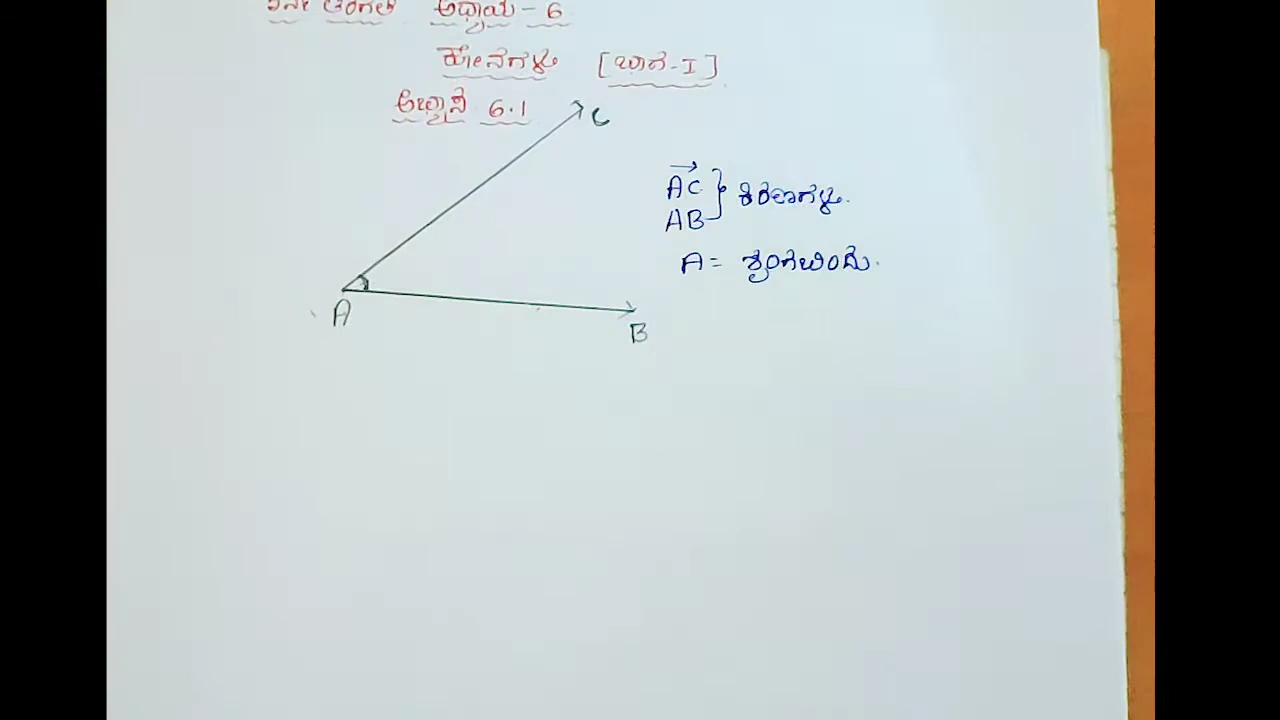 ಅಧ್ಯಾಯ - 6
ಕೋನಗಳು [ಭಾಗ-I]
ಅಭ್ಯಾಸ 6.1
C
AC
AB } ಕಿರಣಗಳು.
A = ಶೃಂಗಬಿಂದು.
A
B